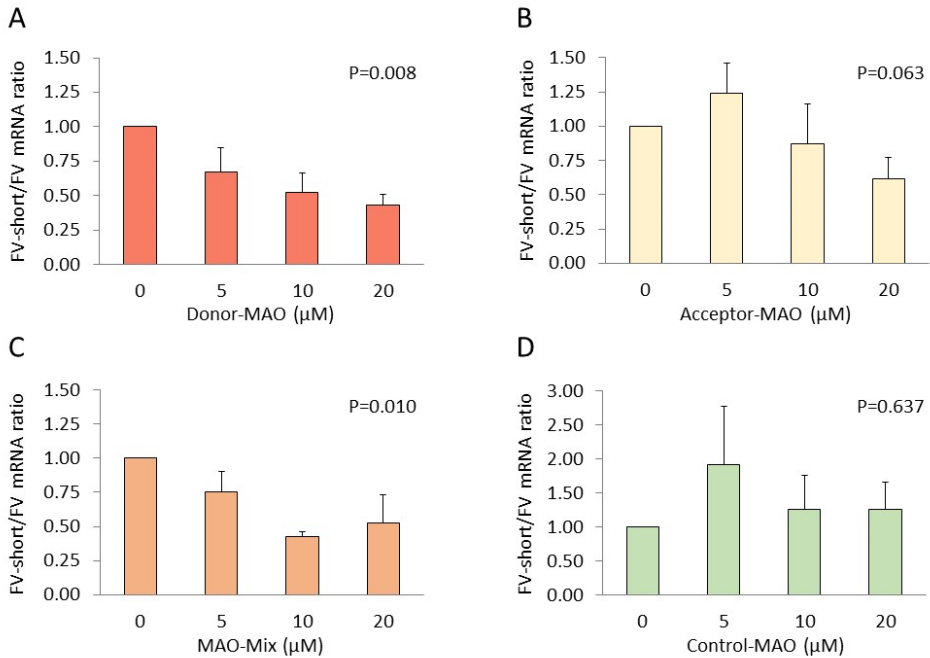 A
FV-short/FV mRNA ratio
1.50
1.25
1.00
0.75
0.50
0.25
0.00
P=0.008
0 5 10 20
Donor-MAO (µM)
B
FV-short/FV mRNA ratio
1.50
1.25
1.00
0.75
0.50
0.25
0.00
P=0.063
0 5 10 20
Acceptor-MAO (µM)
C
FV-short/FV mRNA ratio
1.50
1.25
1.00
0.75
0.50
0.25
0.00
P=0.010
0 5 10 20
MAO-Mix (µM)
D
FV-short/FV mRNA ratio
3.00
2.50
2.00
1.50
1.00
0.50
0.00
P=0.637
0 5 10 20
Control-MAO (µM)